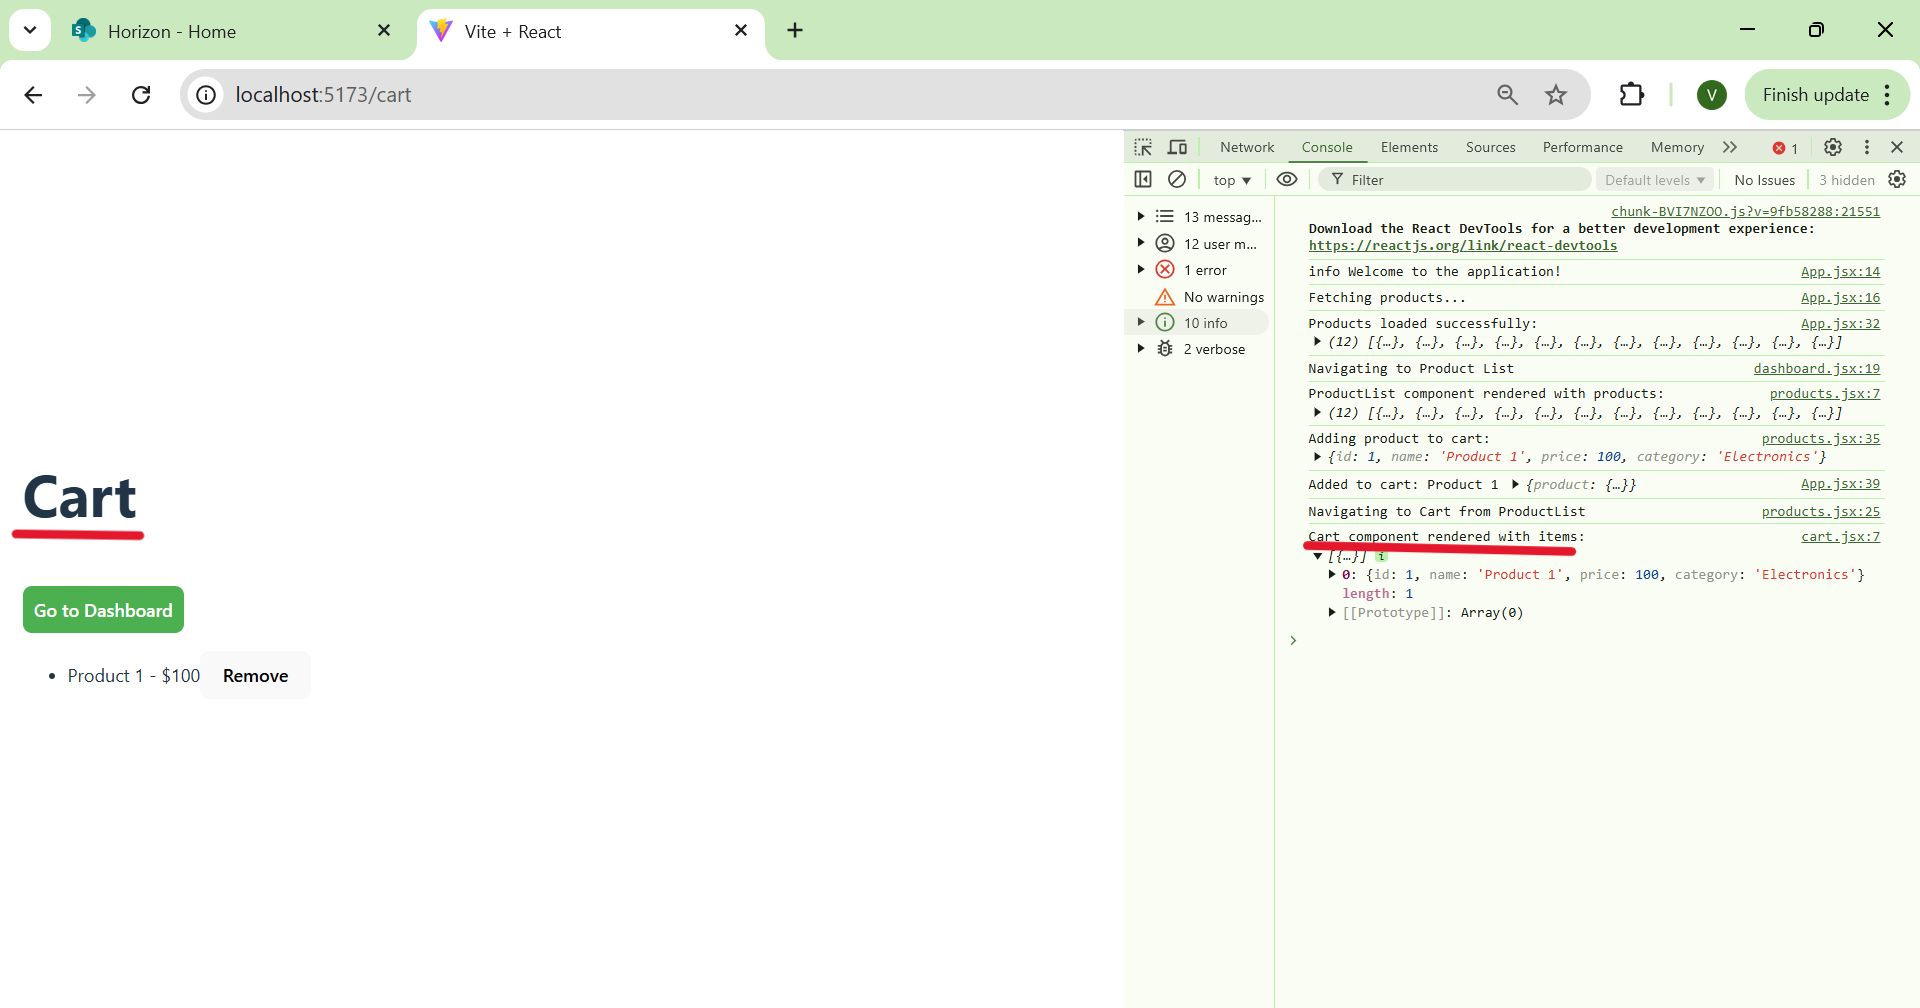 Horizon - Home
Vite + React
localhost:5173/cart
V
Finish update
Network Console Elements Sources Performance Memory 1
top Filter Default levels No Issues 3 hidden
13 messag...
12 user m...
1 error
No warnings
10 info
2 verbose
chunk-BVI7NZOO.js?v=9fb58288:21551
Download the React DevTools for a better development experience:
https://reactjs.org/link/react-devtools
info Welcome to the application! App.jsx:14
Fetching products... App.jsx:16
Products loaded successfully: App.jsx:32
(12) [{…}, {…}, {…}, {…}, {…}, {…}, {…}, {…}, {…}, {…}, {…}, {…}]
Navigating to Product List dashboard.jsx:19
ProductList component rendered with products: products.jsx:7
(12) [{…}, {…}, {…}, {…}, {…}, {…}, {…}, {…}, {…}, {…}, {…}, {…}]
Adding product to cart: products.jsx:35
{id: 1, name: 'Product 1', price: 100, category: 'Electronics'}
Added to cart: Product 1 {product: {…}} App.jsx:39
Navigating to Cart from ProductList products.jsx:25
Cart component rendered with items: cart.jsx:7
[{…}] i
0: {id: 1, name: 'Product 1', price: 100, category: 'Electronics'}
length: 1
[[Prototype]]: Array(0)
Cart
Go to Dashboard
Product 1 - $100 Remove